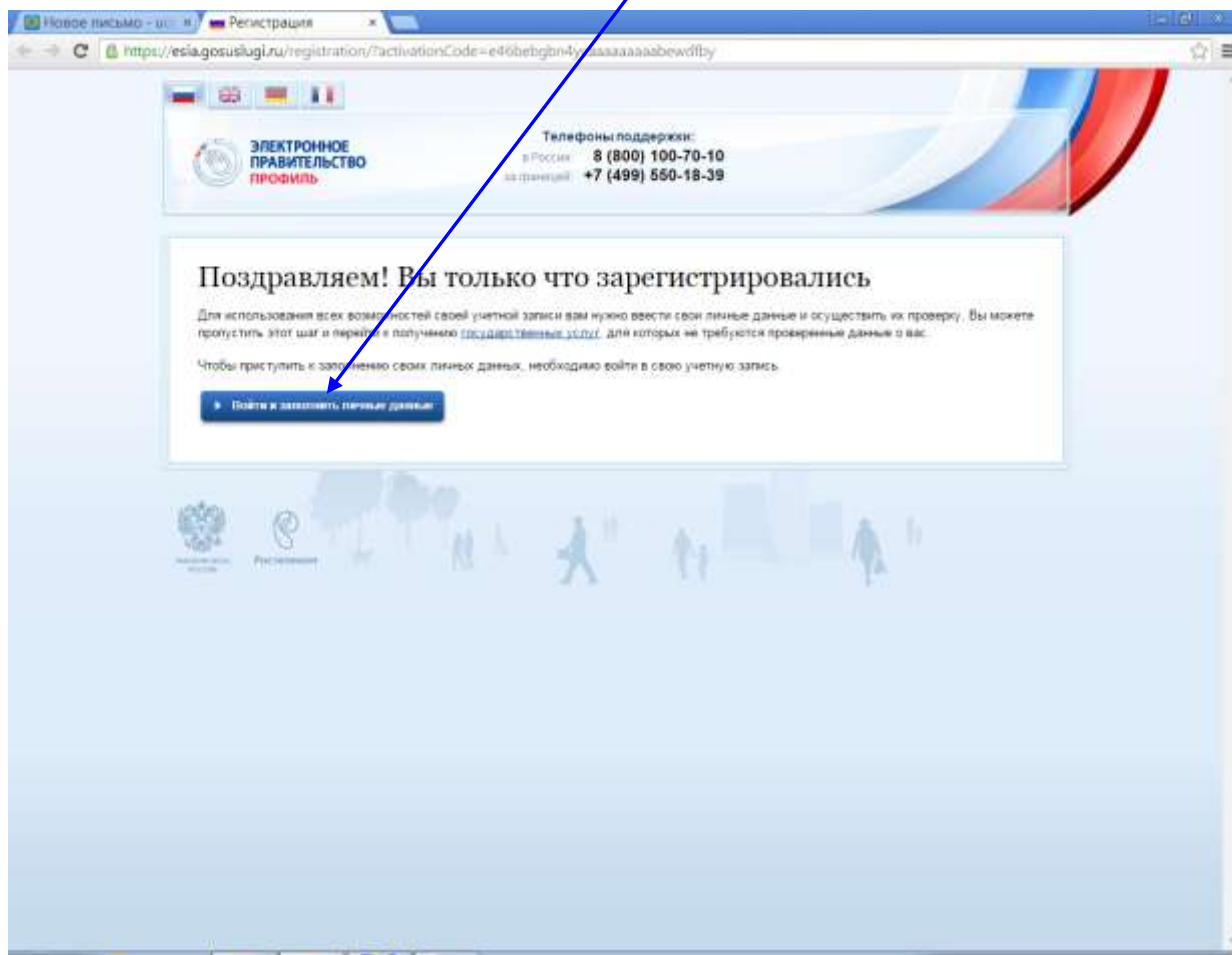 Новое письмо -
Регистрация
https://esia.gosuslugi.ru/registration/?activationCode=
ЭЛЕКТРОННОЕ
ПРАВИТЕЛЬСТВО
ПРОФИЛЬ
Телефоны поддержки:
в России: 8 (800) 100-70-10
за границей: +7 (499) 550-18-39
Поздравляем! Вы только что зарегистрировались
Для использования всех возможностей своей учетной записи вам нужно ввести свои личные данные и осуществить их проверку. Вы можете
пропустить этот шаг и перейти к получению государственных услуг, для которых не требуются проверенные данные о вас.
Чтобы приступить к заполнению своих личных данных, необходимо войти в свою учетную запись.
Войти и заполнить личные данные
Ростелеком